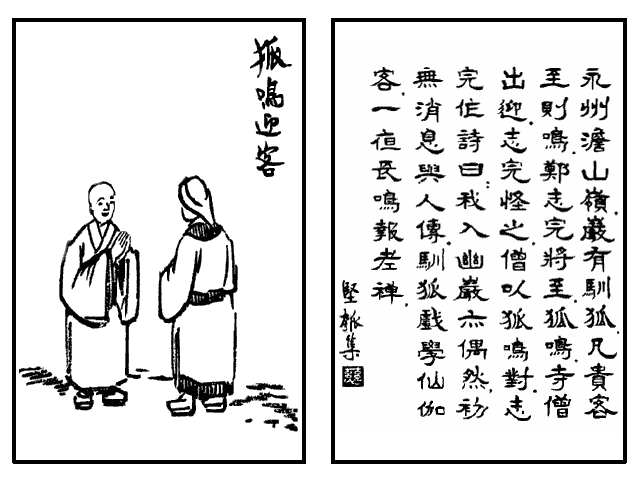 狐鳴迎客
永州澹山嶺巖有馴狐凡貴客
至則鳴鄭志完將至狐鳴寺僧
出迎志完怪之僧以狐鳴對志
完作詩曰我入幽巖亦偶然初
無消息與人傳馴狐戲學仙伽
客一夜長鳴報老禪
堅瓠集